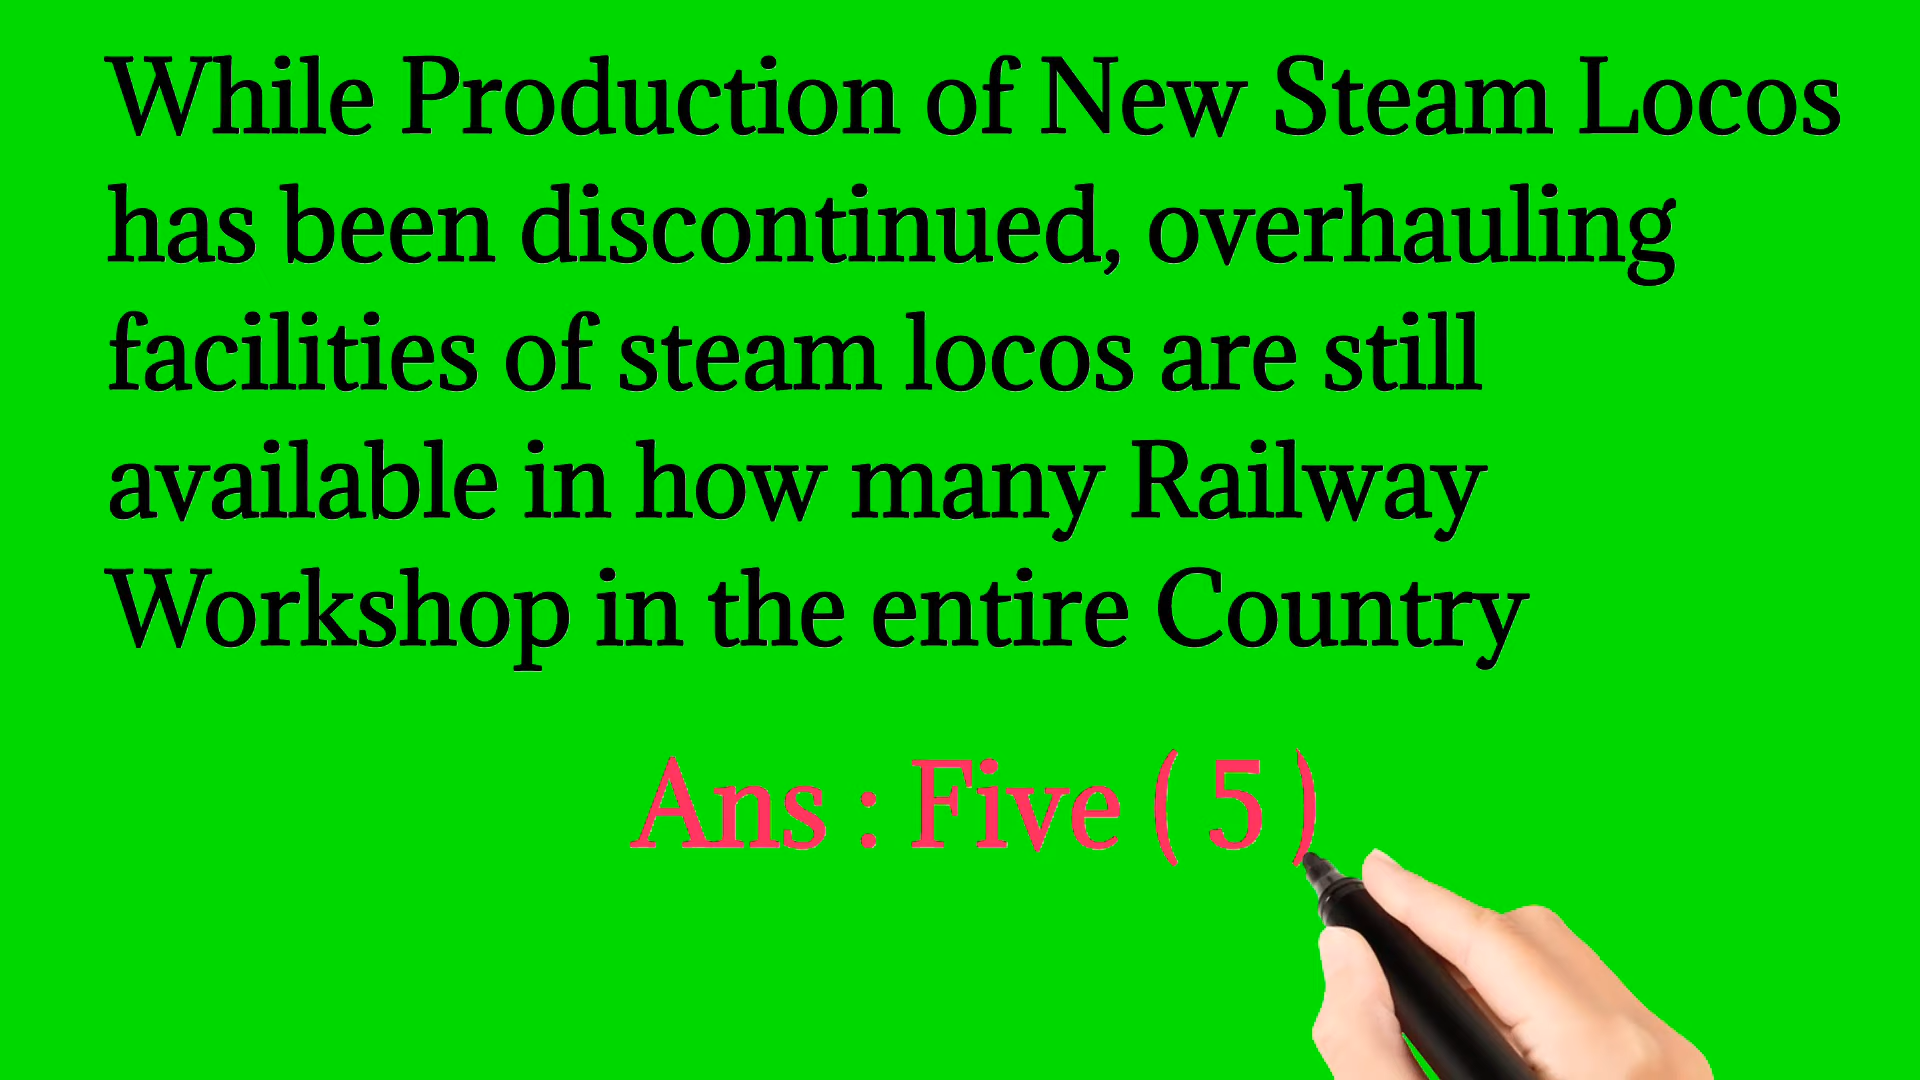 While Production of New Steam Locos
has been discontinued, overhauling
facilities of steam locos are still
available in how many Railway
Workshop in the entire Country
Ans : Five ( 5 )